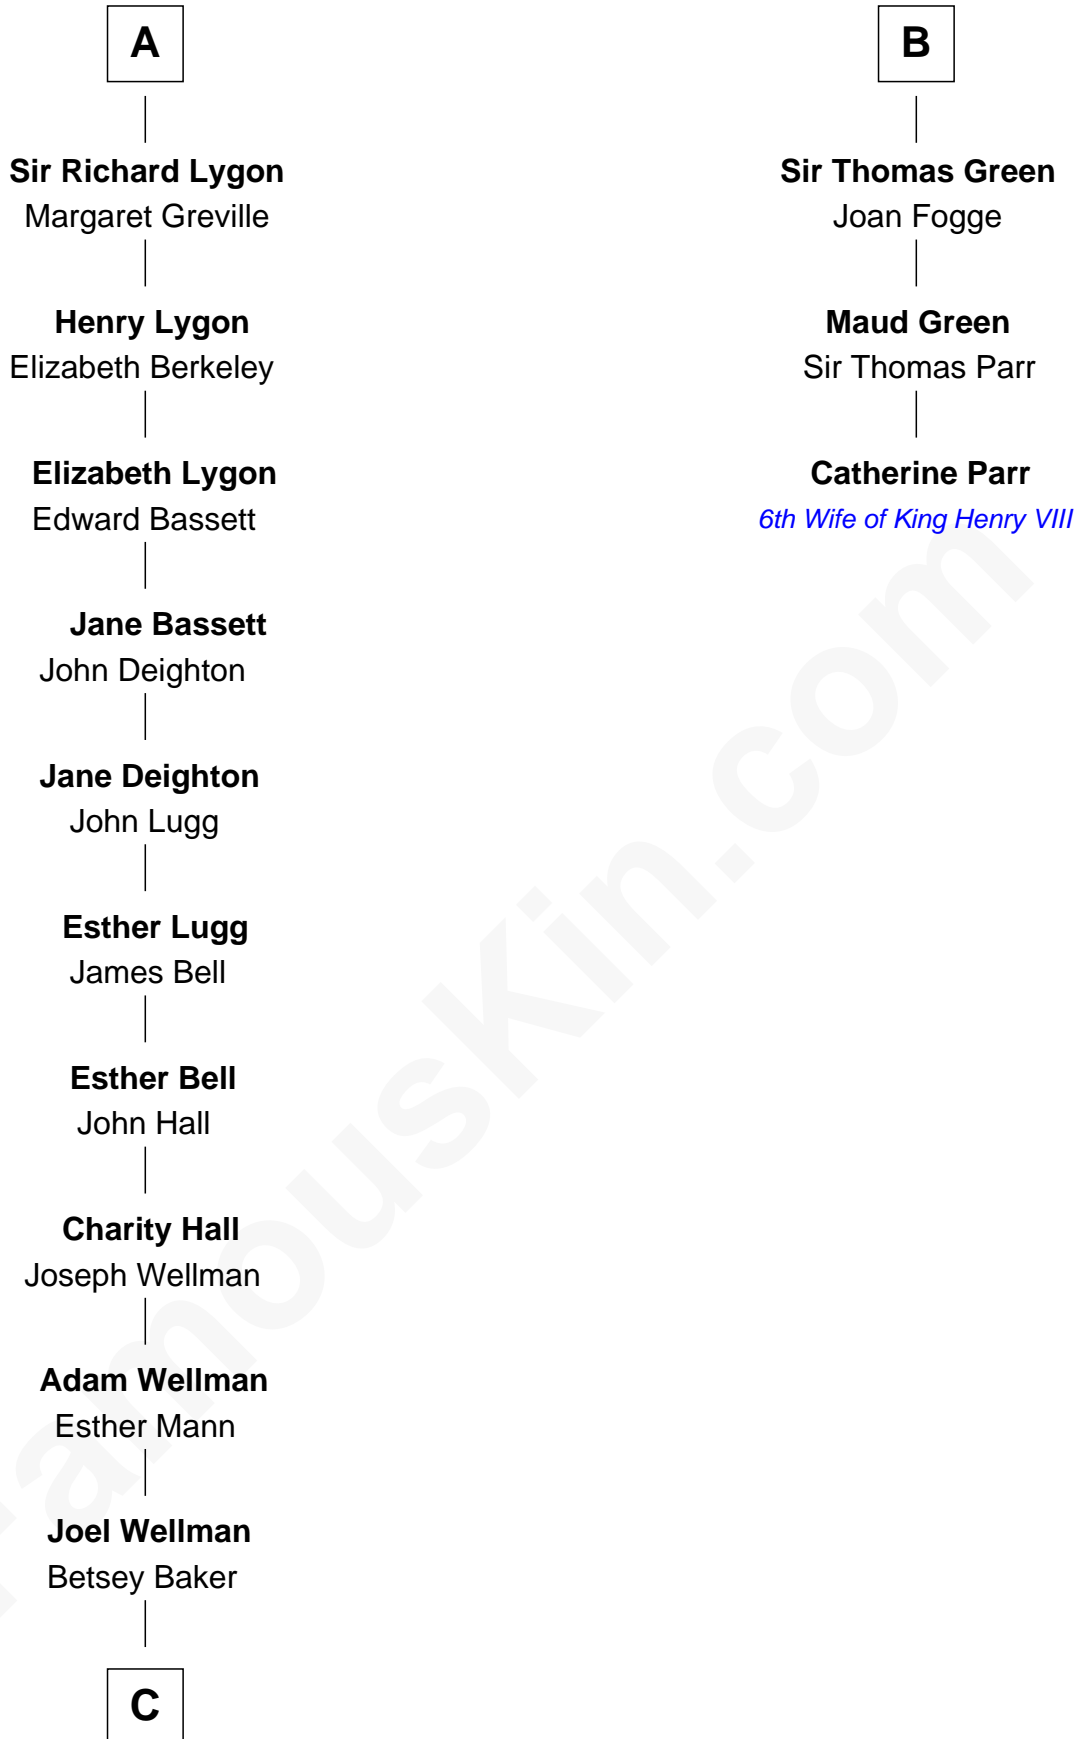 A
Sir Richard Lygon
Margaret Greville
Henry Lygon
Elizabeth Berkeley
Elizabeth Lygon
Edward Bassett
Jane Bassett
John Deighton
Jane Deighton
John Lugg
Esther Lugg
James Bell
Esther Bell
John Hall
Charity Hall
Joseph Wellman
Adam Wellman
Esther Mann
Joel Wellman
Betsey Baker
C
B
Sir Thomas Green
Joan Fogge
Maud Green
Sir Thomas Parr
Catherine Parr
6th Wife of King Henry VIII
FamousKin.com